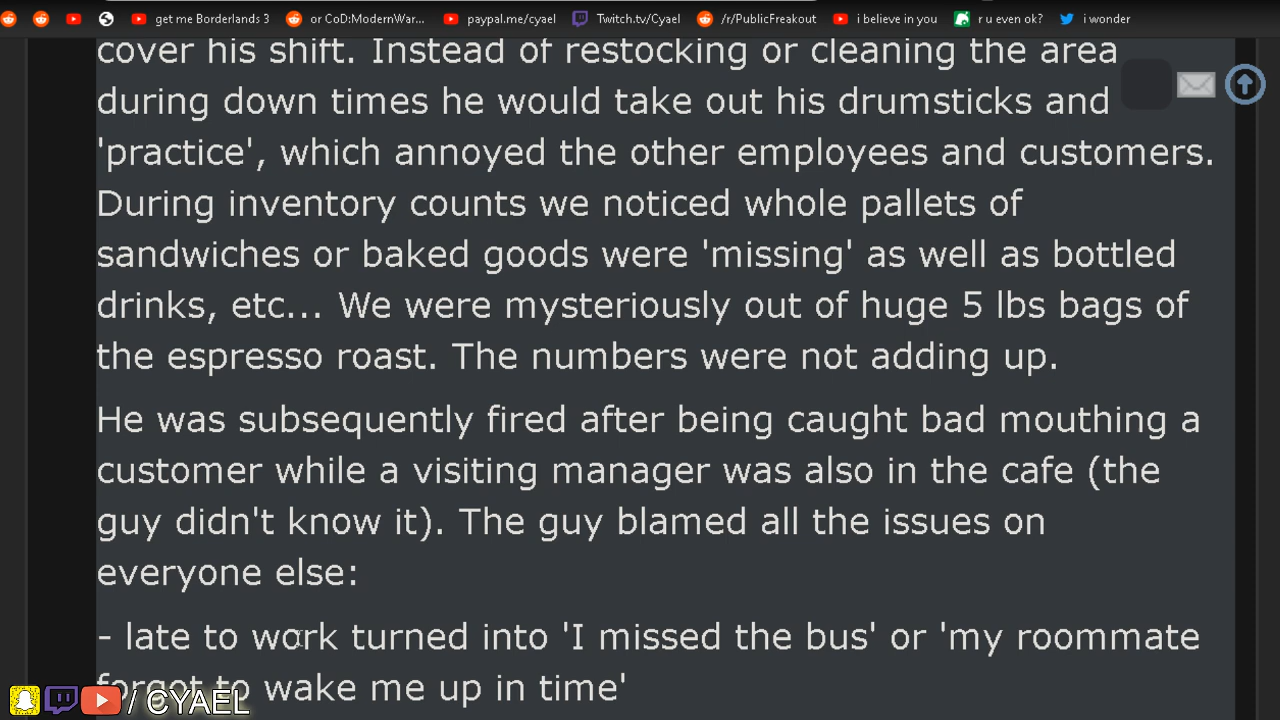 get me Borderlands 3
or CoD:ModernWar...
paypal.me/cyael
Twitch.tv/Cyael
/r/PublicFreakout
i believe in you
r u even ok?
i wonder
cover his shift. Instead of restocking or cleaning the area
during down times he would take out his drumsticks and
'practice', which annoyed the other employees and customers.
During inventory counts we noticed whole pallets of
sandwiches or baked goods were 'missing' as well as bottled
drinks, etc... We were mysteriously out of huge 5 lbs bags of
the espresso roast. The numbers were not adding up.
He was subsequently fired after being caught bad mouthing a
customer while a visiting manager was also in the cafe (the
guy didn't know it). The guy blamed all the issues on
everyone else:
- late to work turned into 'I missed the bus' or 'my roommate
forgot to wake me up in time'
/ CYAEL